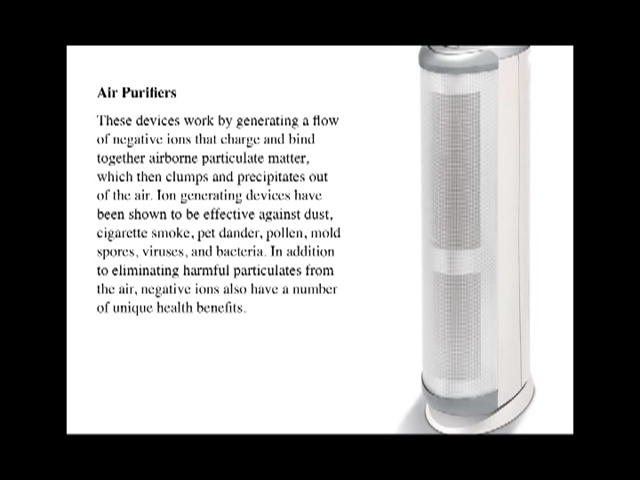 Air Purifiers
These devices work by generating a flow
of negative ions that charge and bind
together airborne particulate matter,
which then clumps and precipitates out
of the air. Ion generating devices have
been shown to be effective against dust,
cigarette smoke, pet dander, pollen, mold
spores, viruses, and bacteria. In addition
to eliminating harmful particulates from
the air, negative ions also have a number
of unique health benefits.